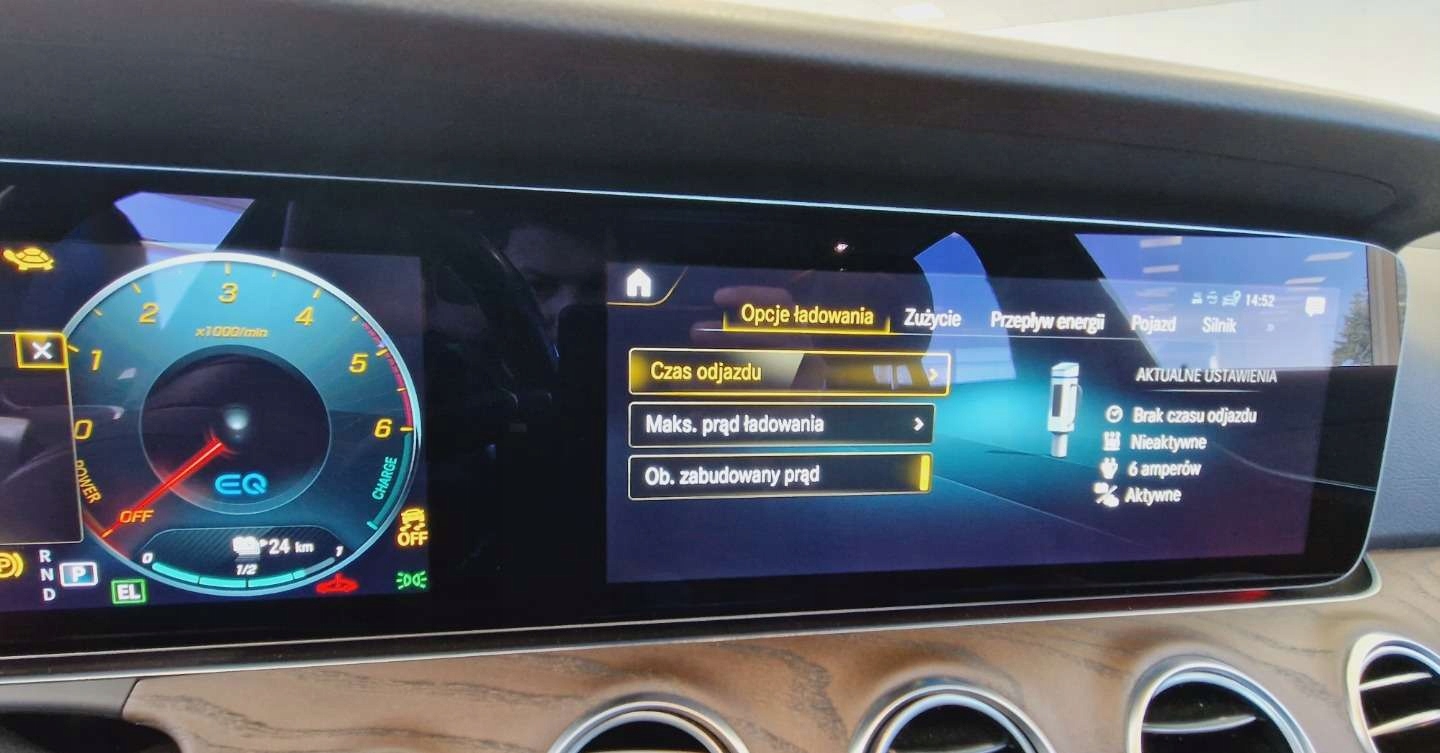 0
1
2
3
4
5
6
x1000/min
POWER
OFF
CHARGE
EQ
24 km
0 1/2 1
R
N
D
P
EL
OFF
14:52
Opcje ładowania Zużycie Przepływ energii Pojazd Silnik »
Czas odjazdu
Maks. prąd ładowania
Ob. zabudowany prąd
AKTUALNE USTAWIENIA
Brak czasu odjazdu
Nieaktywne
6 amperów
Aktywne